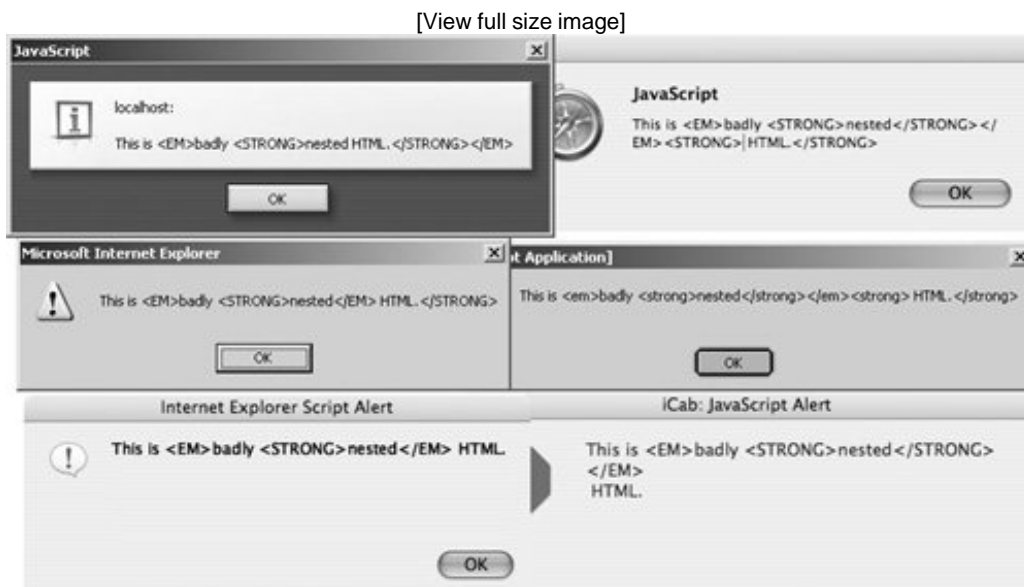 [View full size image]
JavaScript
localhost:
This is <EM>badly <STRONG>nested HTML.</STRONG></EM>
OK
JavaScript
This is <EM>badly <STRONG>nested</STRONG></
EM><STRONG> HTML.</STRONG>
OK
Microsoft Internet Explorer
This is <EM>badly <STRONG>nested</EM> HTML.</STRONG>
OK
t Application]
This is <em>badly <strong>nested</strong></em><strong> HTML.</strong>
OK
Internet Explorer Script Alert
This is <EM>badly <STRONG>nested</EM> HTML.
OK
iCab: JavaScript Alert
This is <EM>badly <STRONG>nested</STRONG>
</EM>
HTML.